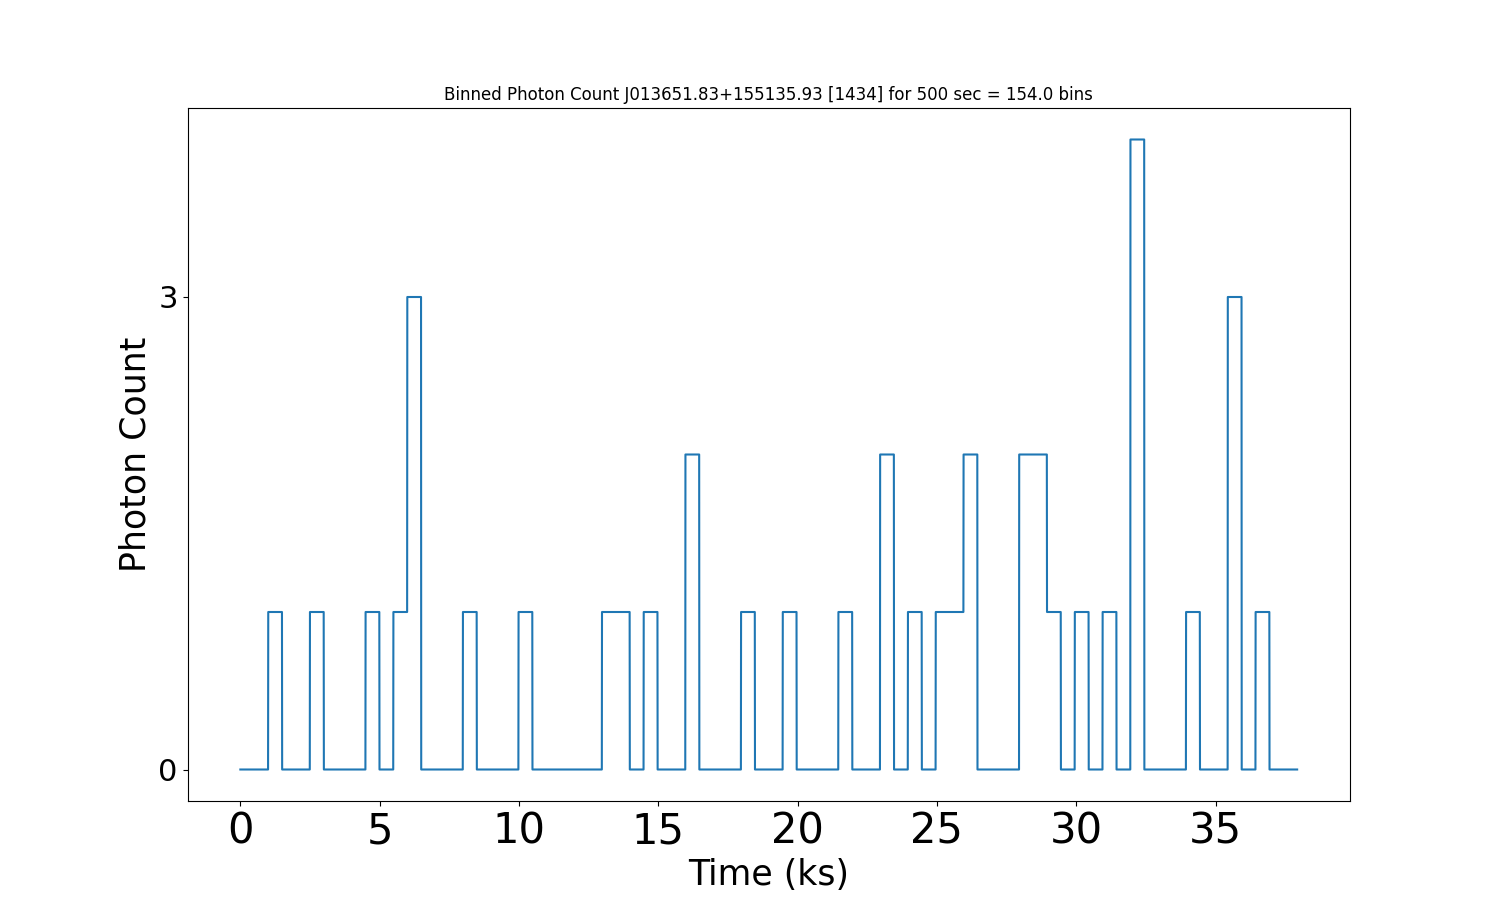 Binned Photon Count J013651.83+155135.93 [1434] for 500 sec = 154.0 bins
3
Photon Count
0
0 5 10 15 20 25 30 35
Time (ks)